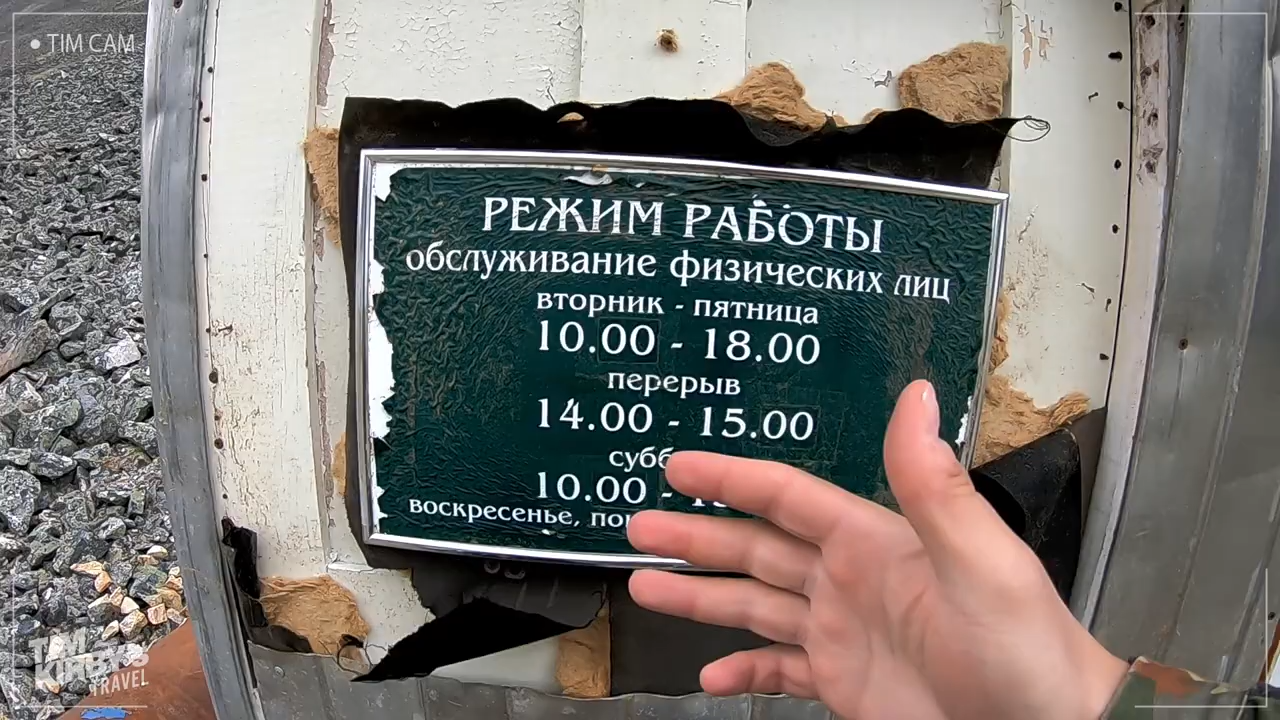 TIM CAM
РЕЖИМ РАБОТЫ
обслуживание физических лиц
вторник - пятница
10.00 - 18.00
перерыв
14.00 - 15.00
10.00 -
воскресенье,
TIM KIRBY'S
TRAVEL